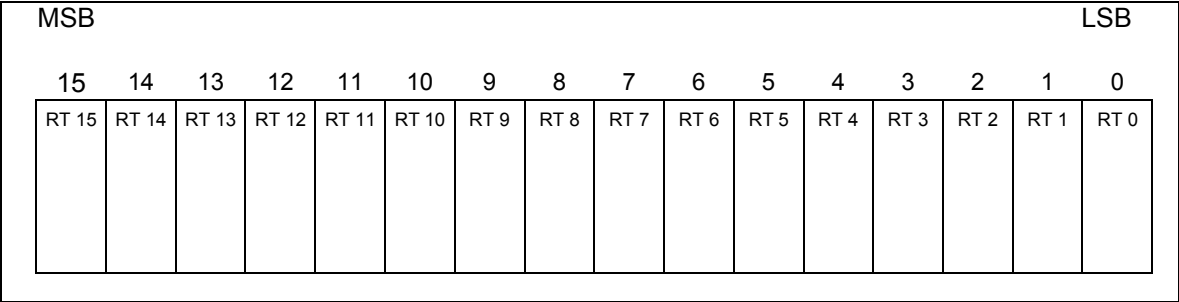 MSB LSB
15 14 13 12 11 10 9 8 7 6 5 4 3 2 1 0
RT 15 RT 14 RT 13 RT 12 RT 11 RT 10 RT 9 RT 8 RT 7 RT 6 RT 5 RT 4 RT 3 RT 2 RT 1 RT 0